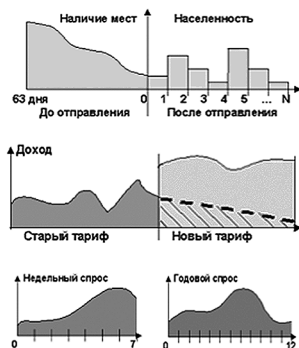 Наличие мест Населенность
63 дня 0 1 2 3 4 5 ... N
До отправления После отправления
Доход
Старый тариф Новый тариф
Недельный спрос Годовой спрос
0 7 0 12